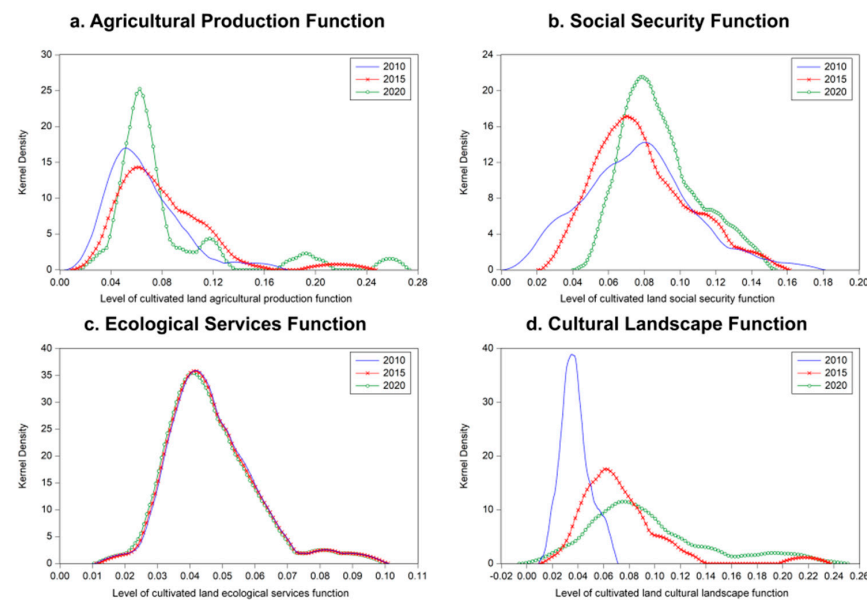 a. Agricultural Production Function
30
25
20
15
10
5
0
Kernel Density
2010
2015
2020
0.00 0.04 0.08 0.12 0.16 0.20 0.24 0.28
Level of cultivated land agricultural production function
b. Social Security Function
24
20
16
12
8
4
0
Kernel Density
2010
2015
2020
0.00 0.02 0.04 0.06 0.08 0.10 0.12 0.14 0.16 0.18 0.20
Level of cultivated land social security function
c. Ecological Services Function
40
35
30
25
20
15
10
5
0
Kernel Density
2010
2015
2020
0.00 0.01 0.02 0.03 0.04 0.05 0.06 0.07 0.08 0.09 0.10 0.11
Level of cultivated land ecological services function
d. Cultural Landscape Function
40
30
20
10
0
Kernel Density
2010
2015
2020
-0.02 0.00 0.02 0.04 0.06 0.08 0.10 0.12 0.14 0.16 0.18 0.20 0.22 0.24 0.26
Level of cultivated land cultural landscape function